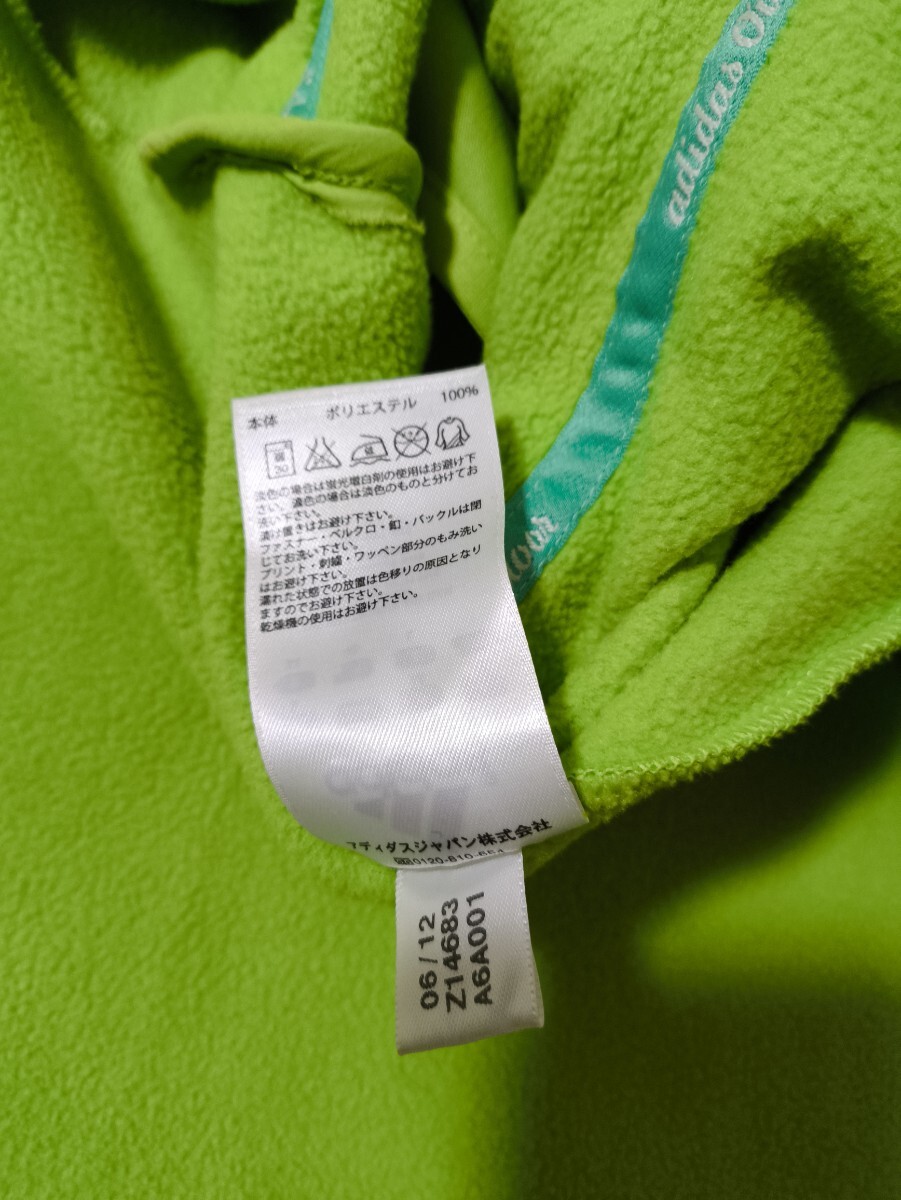 adidas Ou
oor
本体 ポリエステル 100%
淡色の場合は蛍光増白剤の使用はお避け下
さい。濃色の場合は淡色のものと分けてお
洗い下さい。
漬け置きはお避け下さい。
ファスナー・ベルクロ・釦・バックルは閉
じてお洗い下さい。
プリント・刺繍・ワッペン部分のもみ洗い
はお避け下さい。
濡れた状態での放置は色移りの原因となり
ますのでお避け下さい。
乾燥機の使用はお避け下さい。
アディダスジャパン株式会社
0120-810-654
06/12
Z14683
A6A001